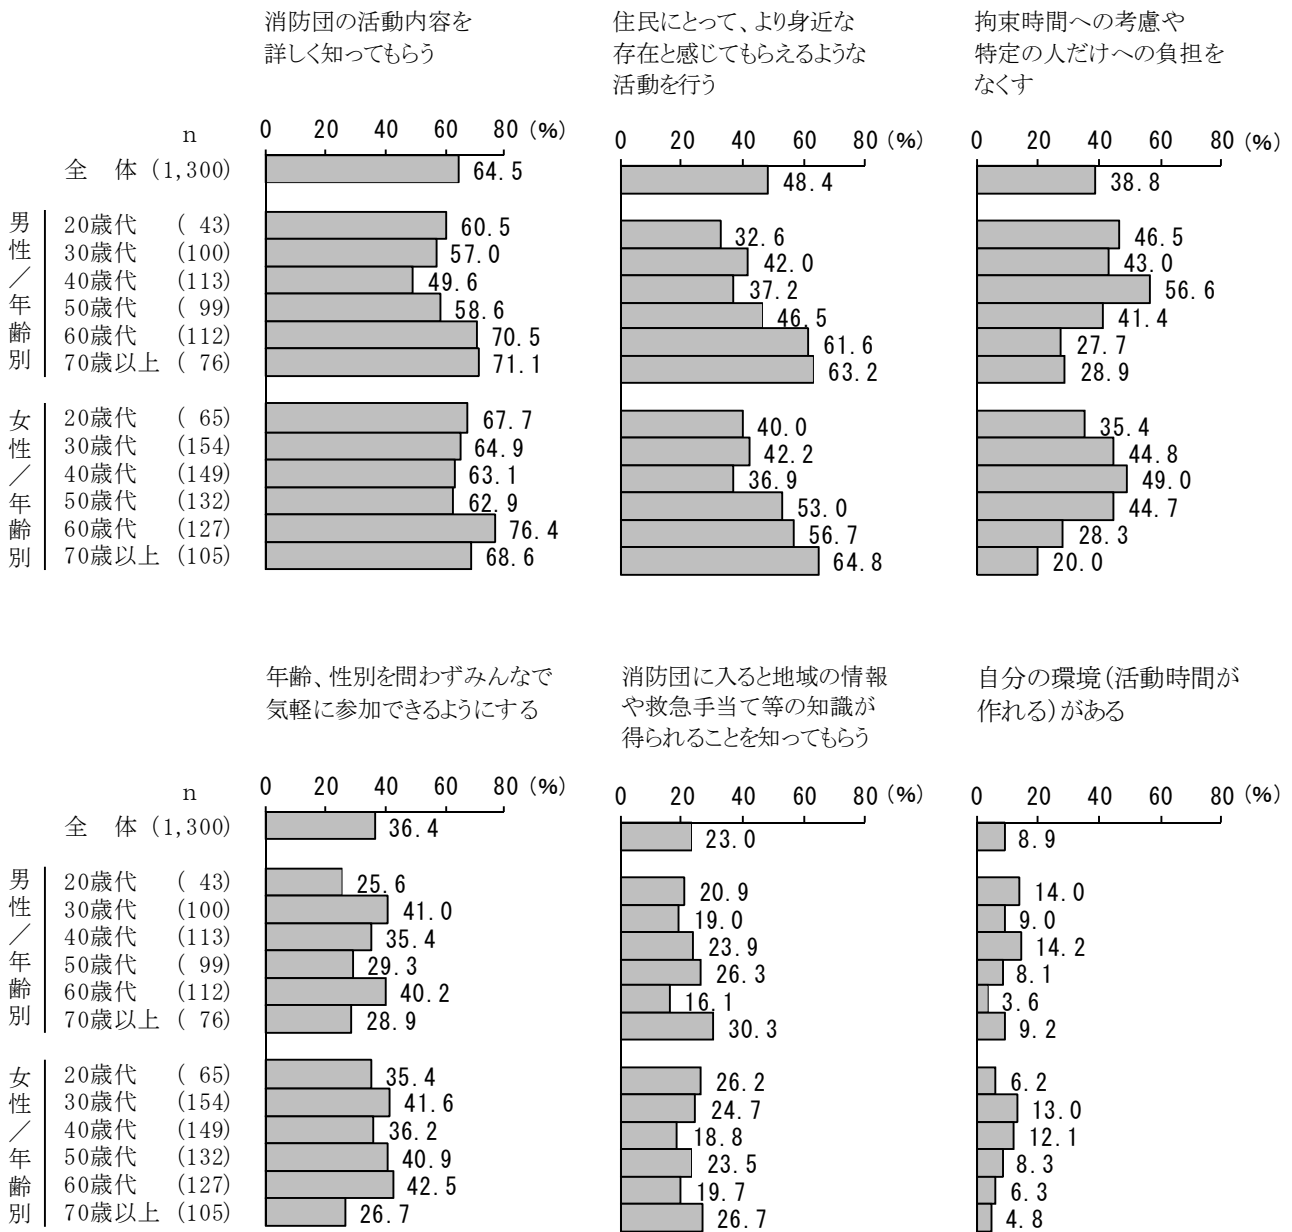 消防団の活動内容を
詳しく知ってもらう
住民にとって、より身近な
存在と感じてもらえるような
活動を行う
拘束時間への考慮や
特定の人だけへの負担を
なくす
n 0 20 40 60 80 (%) 0 20 40 60 80 (%) 0 20 40 60 80 (%)
全 体 (1,300) 64.5 48.4 38.8
男性／年齢別
20歳代 ( 43) 60.5 32.6 46.5
30歳代 (100) 57.0 42.0 43.0
40歳代 (113) 49.6 37.2 56.6
50歳代 ( 99) 58.6 46.5 41.4
60歳代 (112) 70.5 61.6 27.7
70歳以上 ( 76) 71.1 63.2 28.9
女性／年齢別
20歳代 ( 65) 67.7 40.0 35.4
30歳代 (154) 64.9 42.2 44.8
40歳代 (149) 63.1 36.9 49.0
50歳代 (132) 62.9 53.0 44.7
60歳代 (127) 76.4 56.7 28.3
70歳以上 (105) 68.6 64.8 20.0
年齢、性別を問わずみんなで
気軽に参加できるようにする
消防団に入ると地域の情報
や救急手当て等の知識が
得られることを知ってもらう
自分の環境(活動時間が
作れる)がある
n 0 20 40 60 80 (%) 0 20 40 60 80 (%) 0 20 40 60 80 (%)
全 体 (1,300) 36.4 23.0 8.9
男性／年齢別
20歳代 ( 43) 25.6 20.9 14.0
30歳代 (100) 41.0 19.0 9.0
40歳代 (113) 35.4 23.9 14.2
50歳代 ( 99) 29.3 26.3 8.1
60歳代 (112) 40.2 16.1 3.6
70歳以上 ( 76) 28.9 30.3 9.2
女性／年齢別
20歳代 ( 65) 35.4 26.2 6.2
30歳代 (154) 41.6 24.7 13.0
40歳代 (149) 36.2 18.8 12.1
50歳代 (132) 40.9 23.5 8.3
60歳代 (127) 42.5 19.7 6.3
70歳以上 (105) 26.7 26.7 4.8